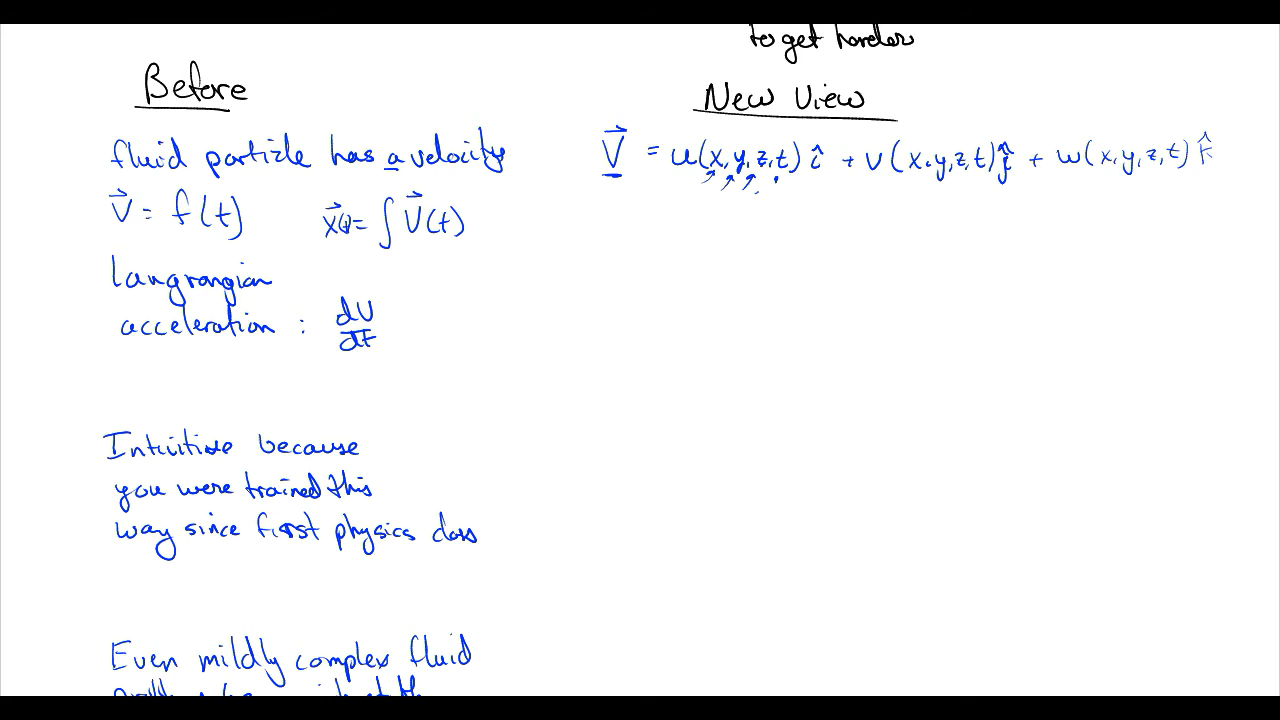 to get harder
Before
New View
fluid particle has a velocity
V⃗ = f(t)    x⃗(t)= ∫ V⃗(t)
Langrangian
acceleration : dV/dt
V⃗ = u(x,y,z,t) î + v(x,y,z,t) ĵ + w(x,y,z,t) k̂
Intuitive because
you were trained this
way since first physics class
Even mildly complex fluid